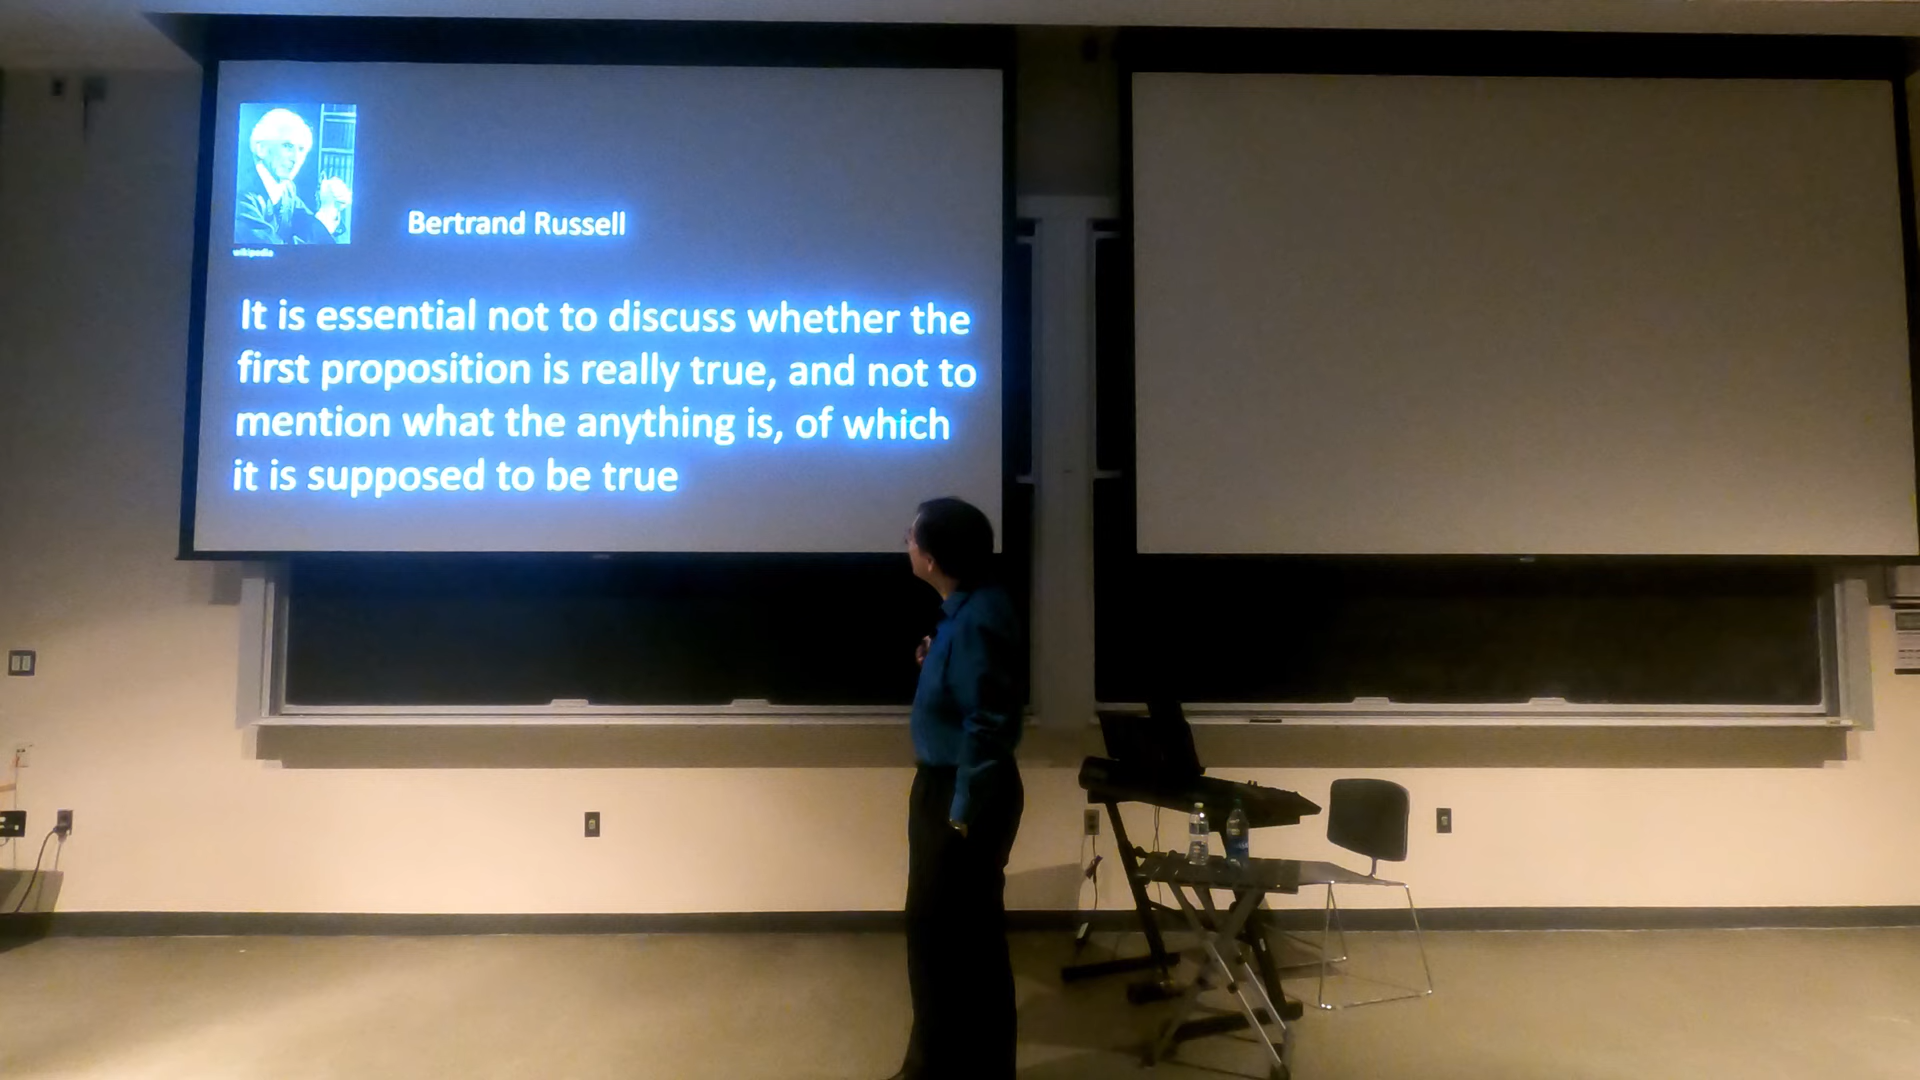 Bertrand Russell
wikipedia
It is essential not to discuss whether the
first proposition is really true, and not to
mention what the anything is, of which
it is supposed to be true